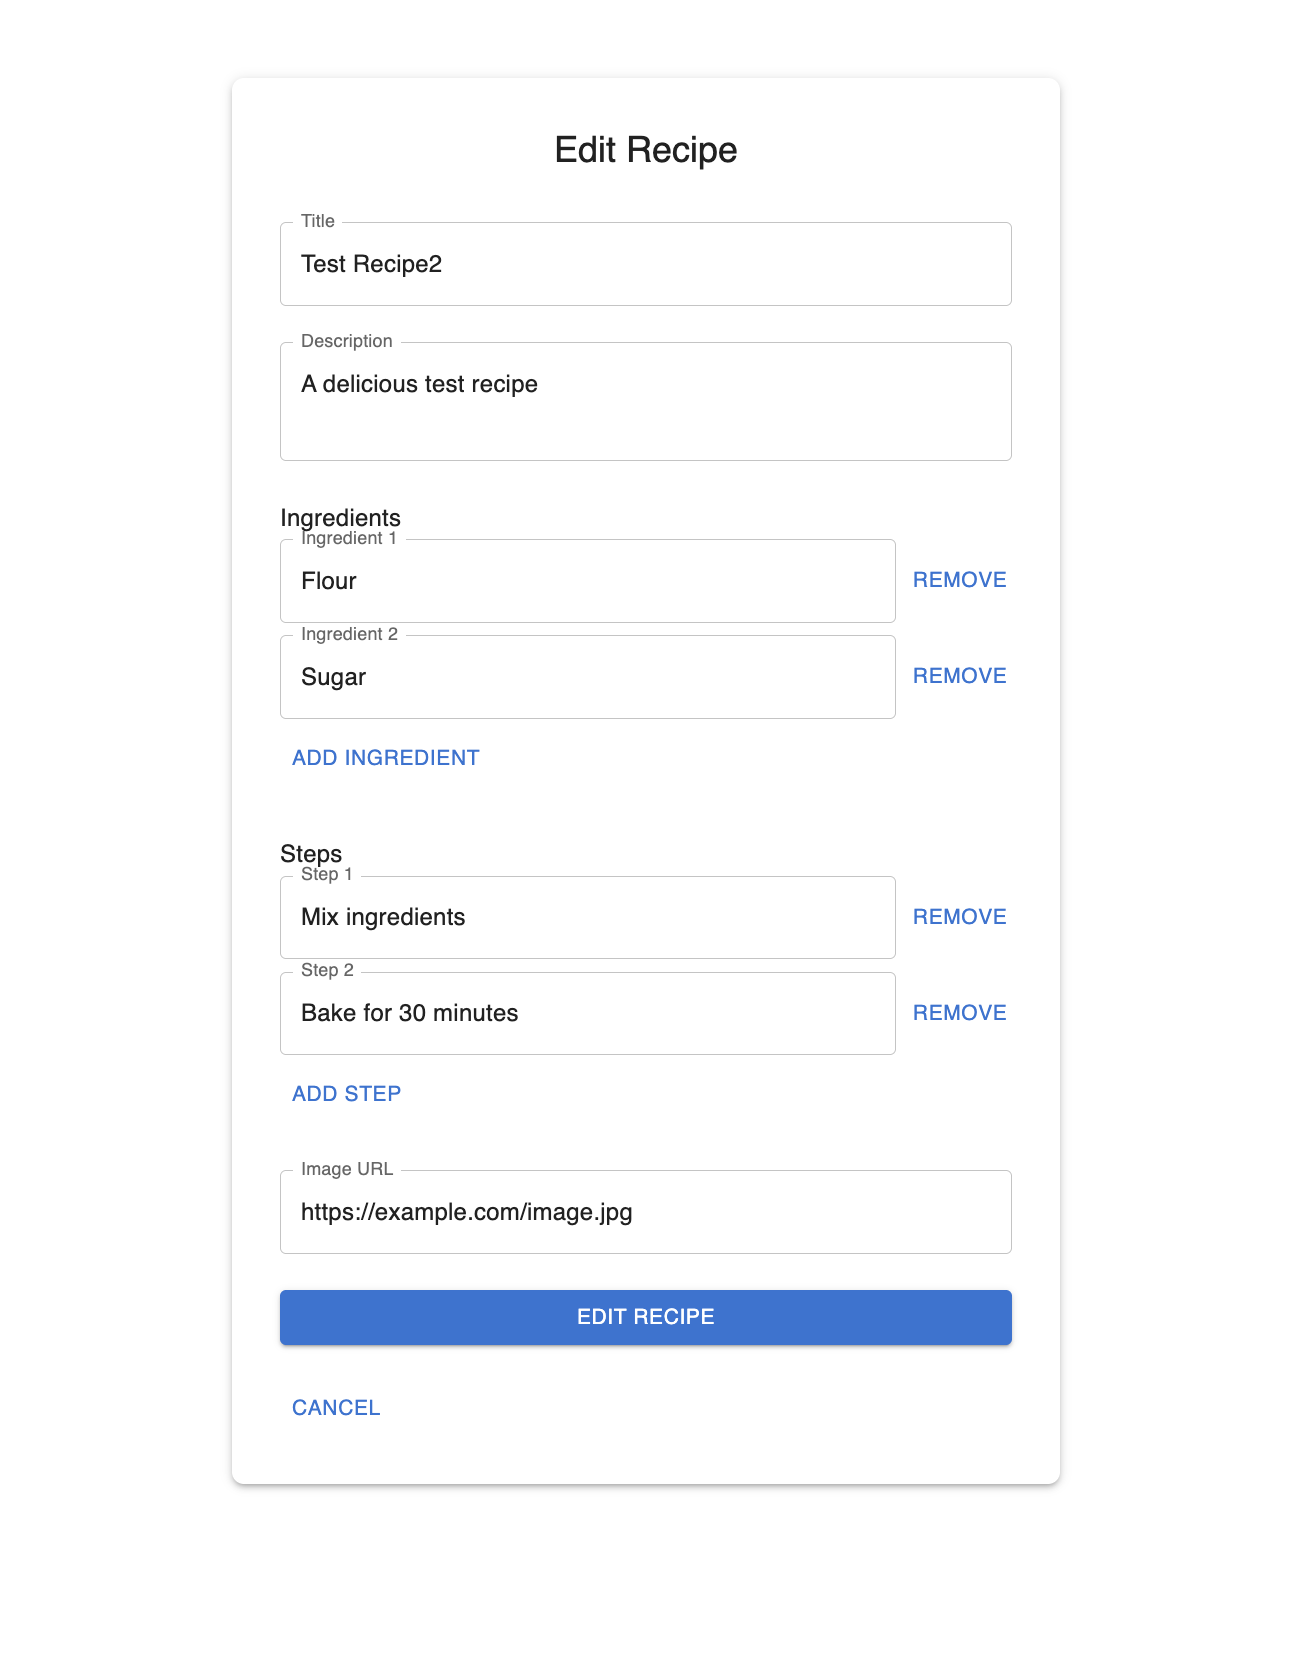 Edit Recipe
Title
Test Recipe2
Description
A delicious test recipe
Ingredients
Ingredient 1
Flour
REMOVE
Ingredient 2
Sugar
REMOVE
ADD INGREDIENT
Steps
Step 1
Mix ingredients
REMOVE
Step 2
Bake for 30 minutes
REMOVE
ADD STEP
Image URL
https://example.com/image.jpg
EDIT RECIPE
CANCEL